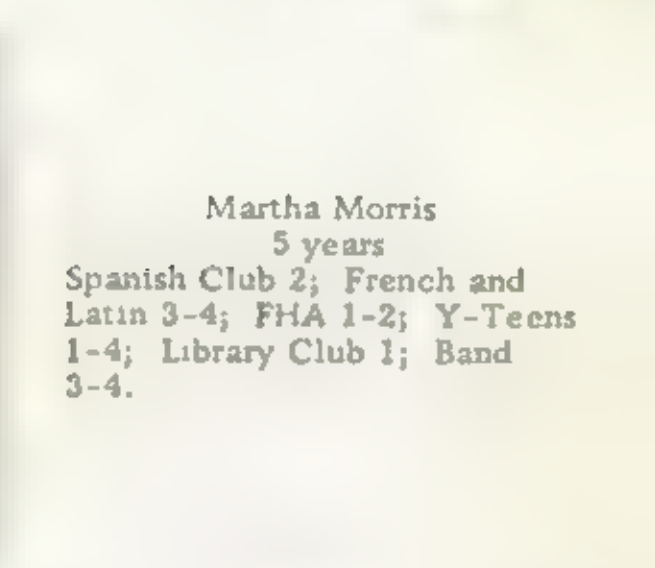 Martha Morris
5 years
Spanish Club 2; French and
Latin 3-4; FHA 1-2; Y-Teens
1-4; Library Club 1; Band
3-4.